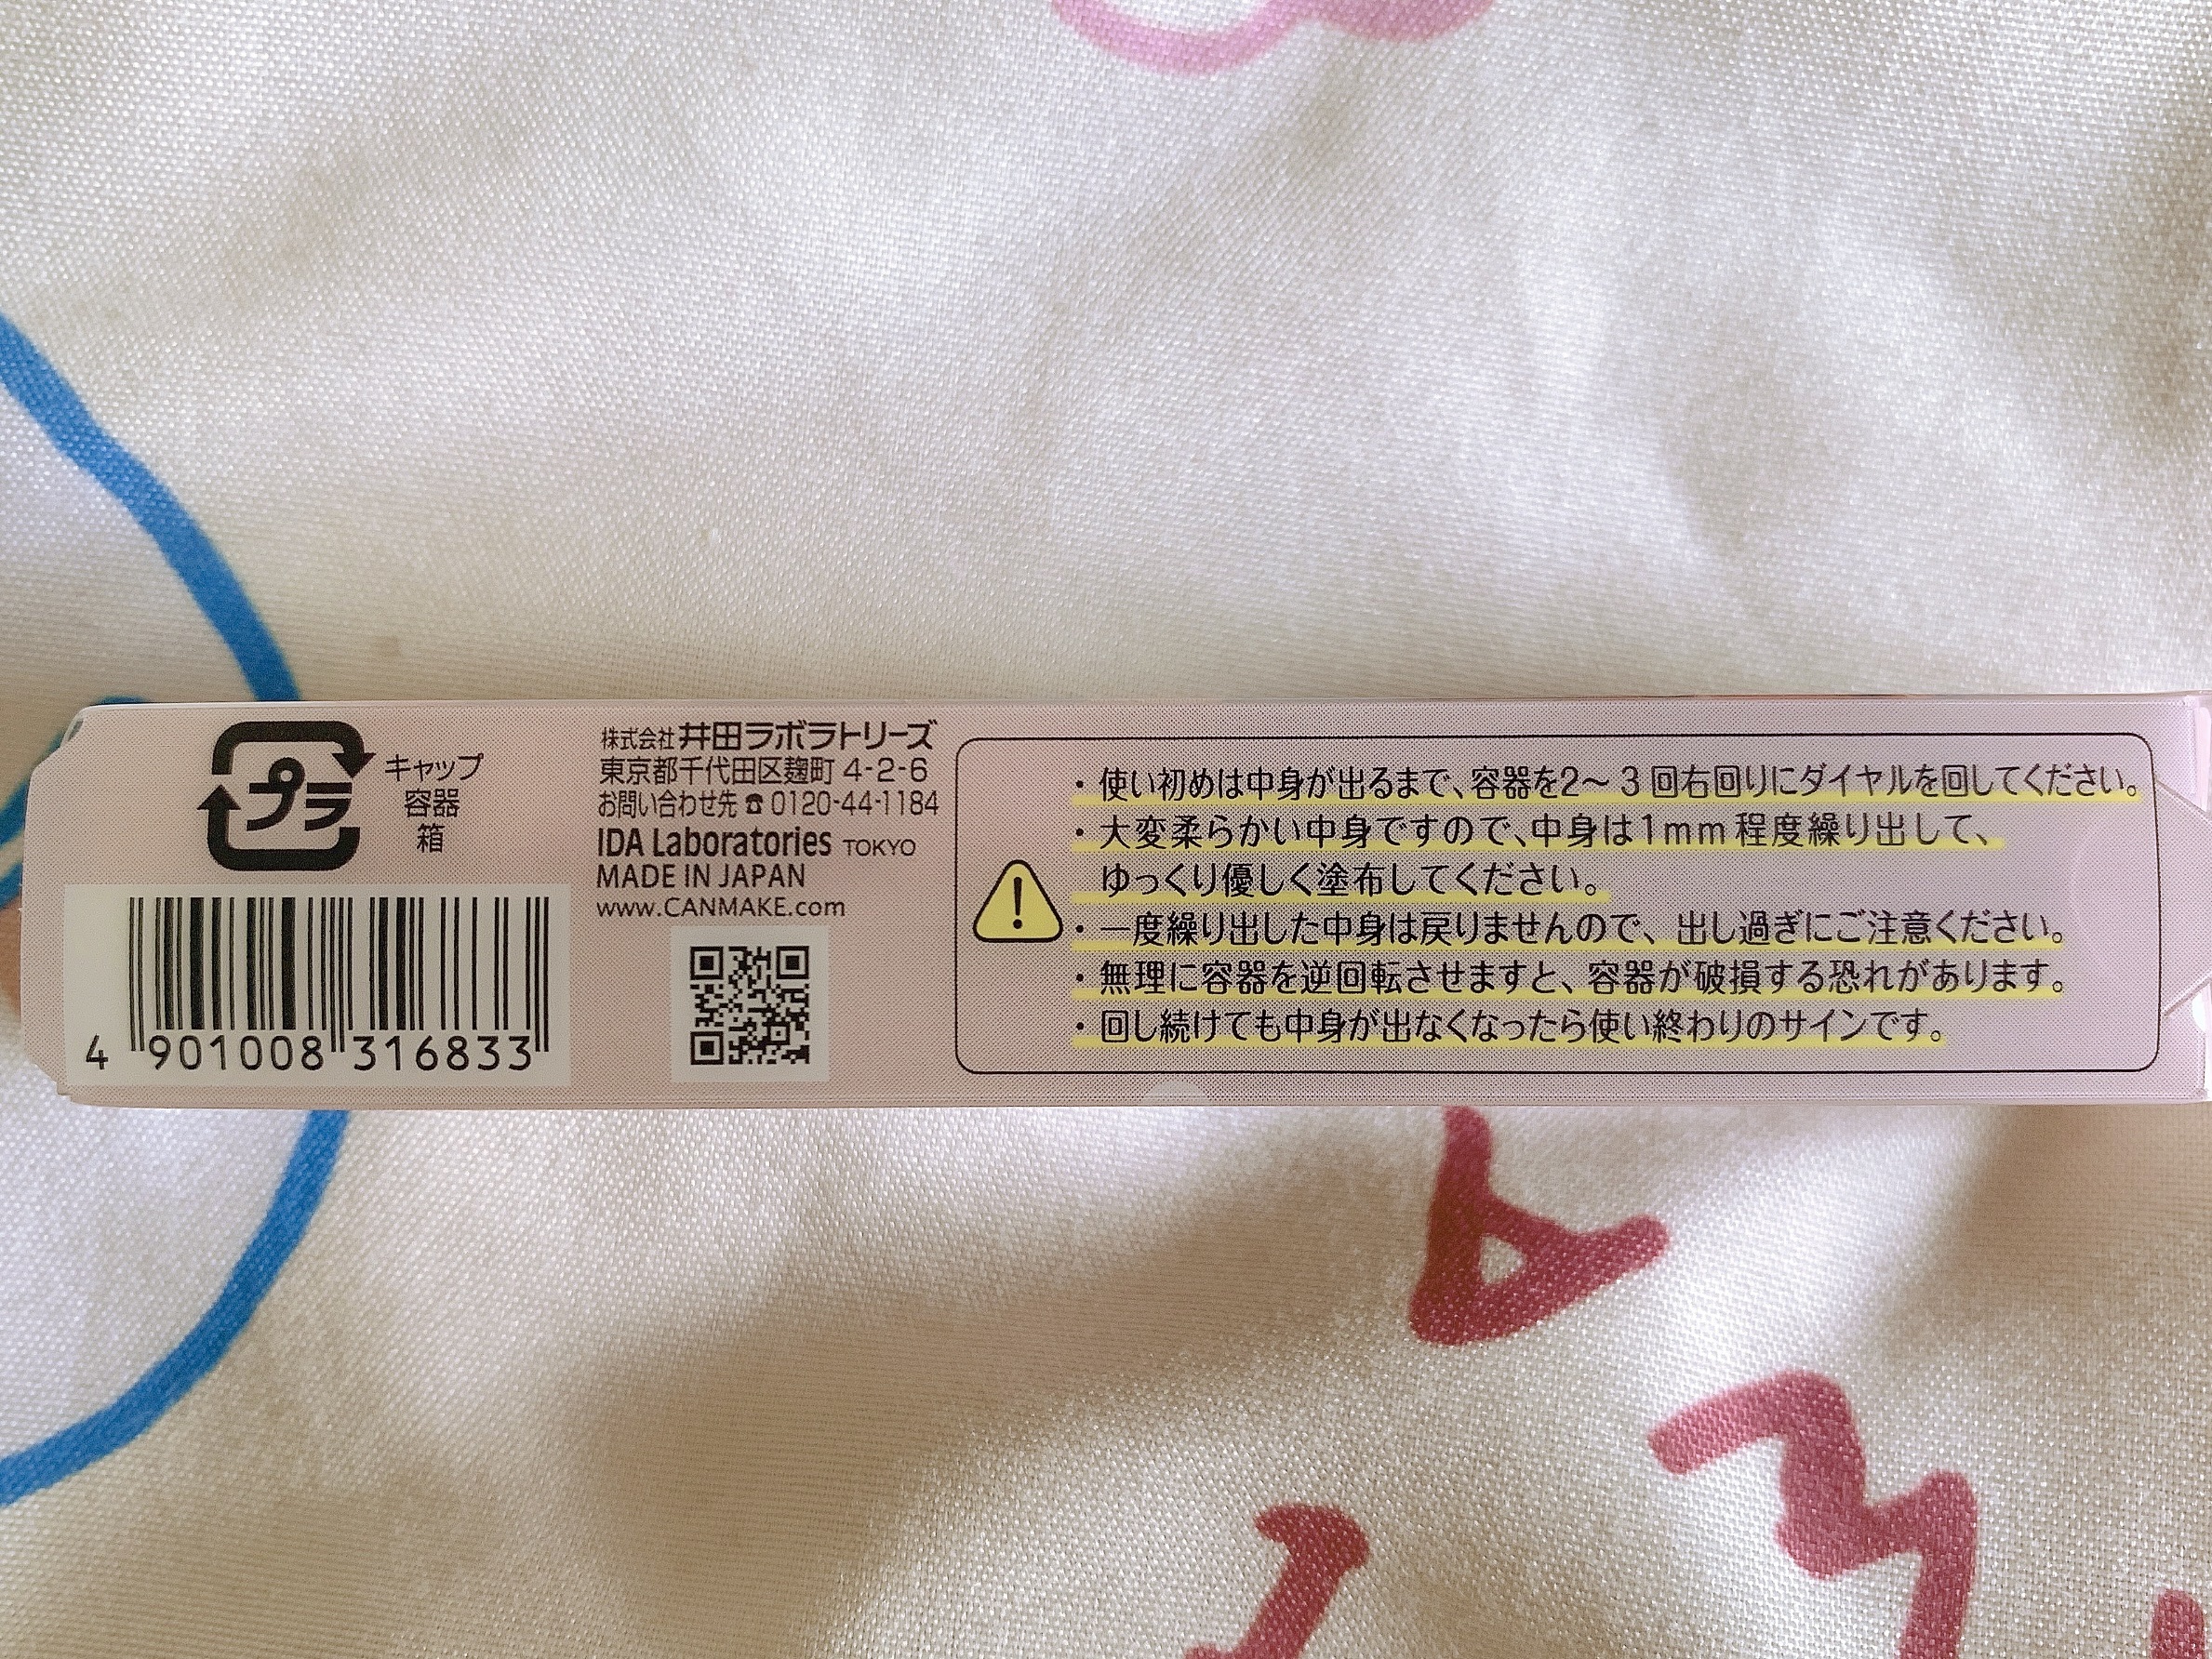 プラ
キャップ
容器
箱
4 901008 316833
株式会社 井田ラボラトリーズ
東京都千代田区麹町 4-2-6
お問い合わせ先 ☎ 0120-44-1184
IDA Laboratories TOKYO
MADE IN JAPAN
www.CANMAKE.com
・使い初めは中身が出るまで、容器を2〜3回右回りにダイヤルを回してください。
・大変柔らかい中身ですので、中身は1mm程度繰り出して、
ゆっくり優しく塗布してください。
・一度繰り出した中身は戻りませんので、出し過ぎにご注意ください。
・無理に容器を逆回転させますと、容器が破損する恐れがあります。
・回し続けても中身が出なくなったら使い終わりのサインです。